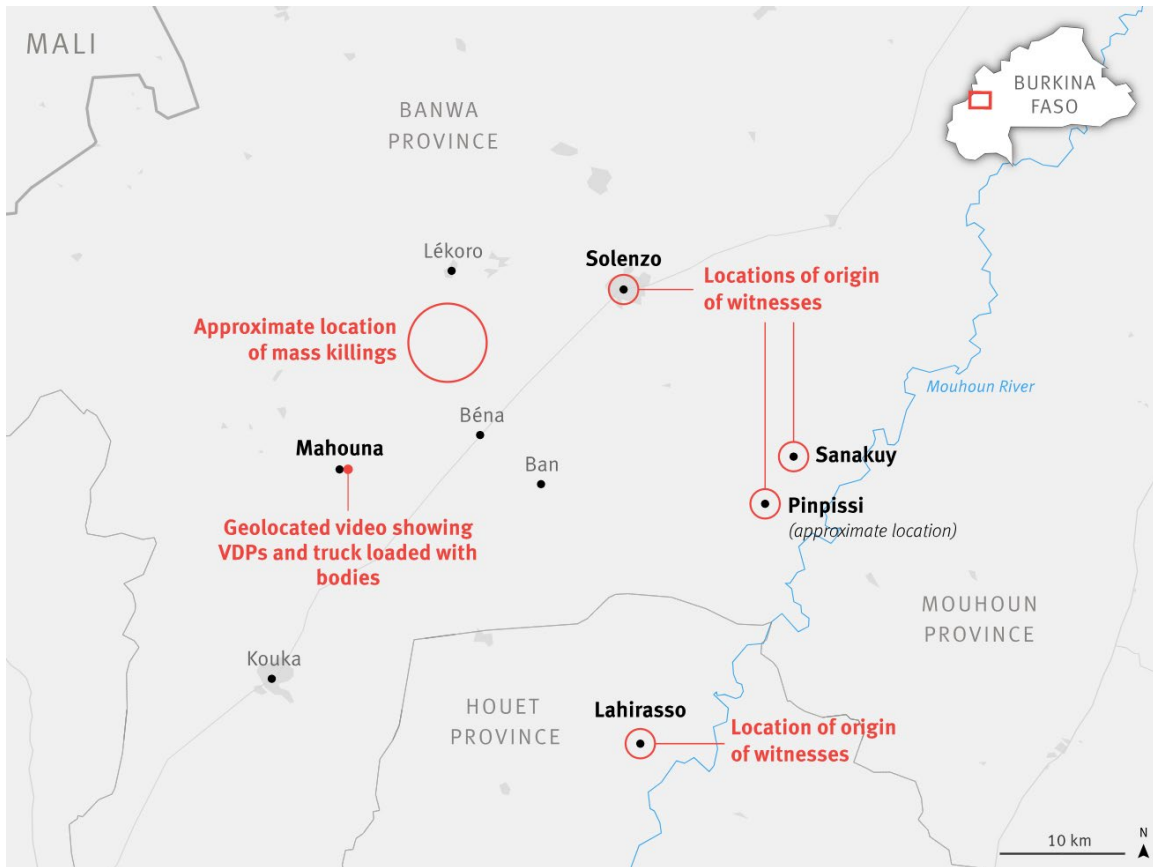 MALI
BURKINA
FASO
BANWA
PROVINCE
Lékoro
Solenzo
Locations of origin
of witnesses
Approximate location
of mass killings
Mouhoun River
Béna
Mahouna
Ban
Sanakuy
Pinpissi
(approximate location)
Geolocated video showing
VDPs and truck loaded with
bodies
MOUHOUN
PROVINCE
Kouka
HOUET
PROVINCE
Lahirasso
Location of origin
of witnesses
10 km
N